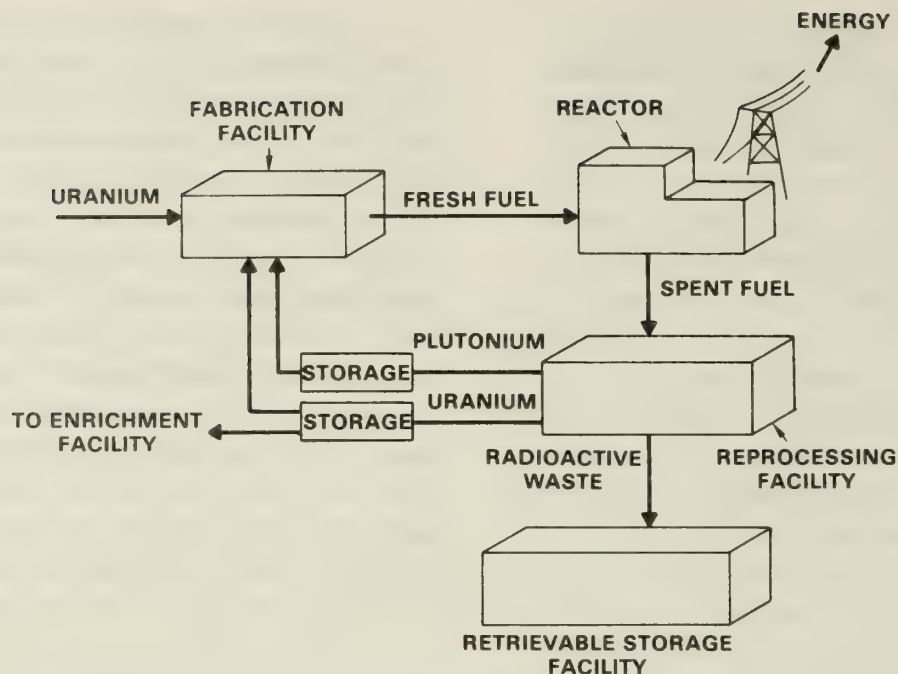 ENERGY
FABRICATION
FACILITY
REACTOR
URANIUM
FRESH FUEL
SPENT FUEL
PLUTONIUM
STORAGE
URANIUM
STORAGE
TO ENRICHMENT
FACILITY
RADIOACTIVE
WASTE
REPROCESSING
FACILITY
RETRIEVABLE STORAGE
FACILITY